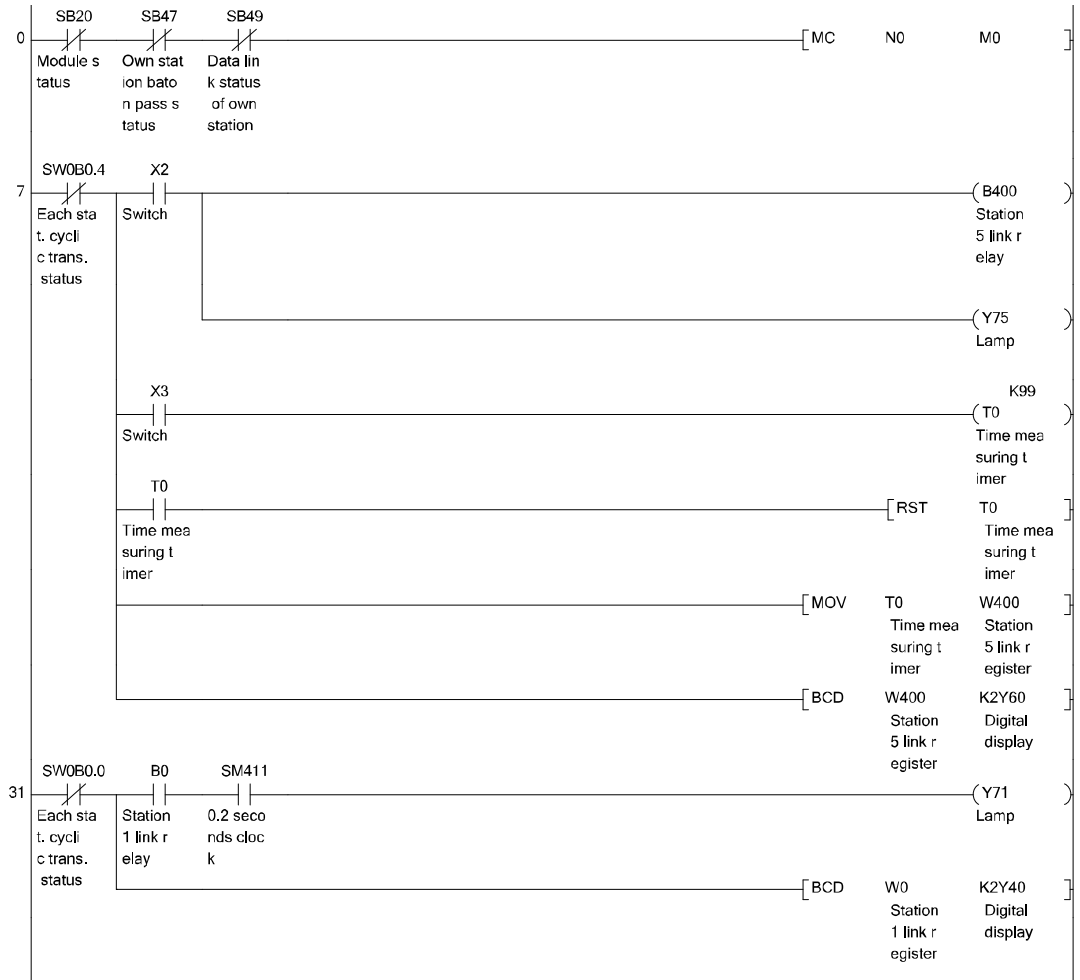 SB20 SB47 SB49
0 MC N0 M0
Module s Own stat Data lin
tatus ion bato k status
n pass s of own
tatus station
SW0B0.4 X2
7 B400
Each sta Switch Station
t. cycli 5 link r
c trans. elay
status
Y75
Lamp
X3 K99
T0
Switch Time mea
suring t
imer
T0
RST T0
Time mea Time mea
suring t suring t
imer imer
MOV T0 W400
Time mea Station
suring t 5 link r
imer egister
BCD W400 K2Y60
Station Digital
5 link r display
egister
SW0B0.0 B0 SM411
31 Y71
Each sta Station 0.2 seco Lamp
t. cycli 1 link r nds cloc
c trans. elay k
status
BCD W0 K2Y40
Station Digital
1 link r display
egister